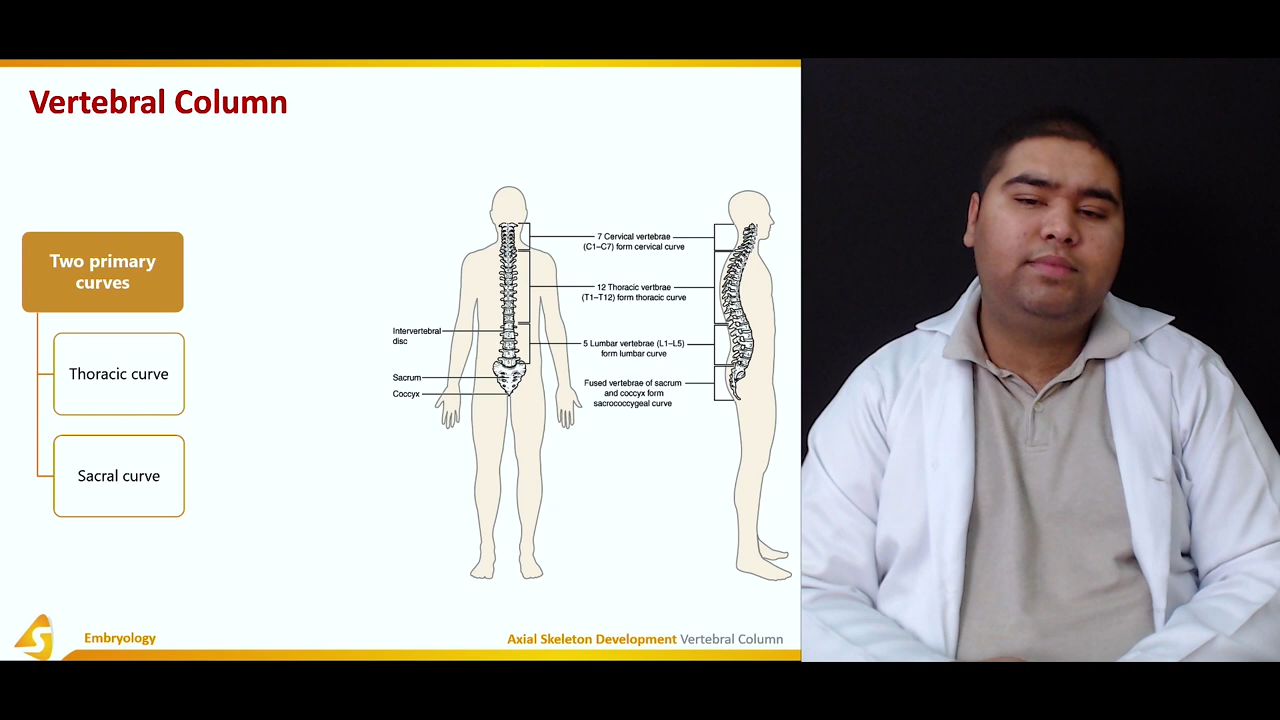 Vertebral Column
Two primary
curves
Thoracic curve
Sacral curve
Intervertebral
disc
Sacrum
Coccyx
7 Cervical vertebrae
(C1–C7) form cervical curve
12 Thoracic vertbrae
(T1–T12) form thoracic curve
5 Lumbar vertebrae (L1–L5)
form lumbar curve
Fused vertebrae of sacrum
and coccyx form
sacrococcygeal curve
S
Embryology
Axial Skeleton Development Vertebral Column